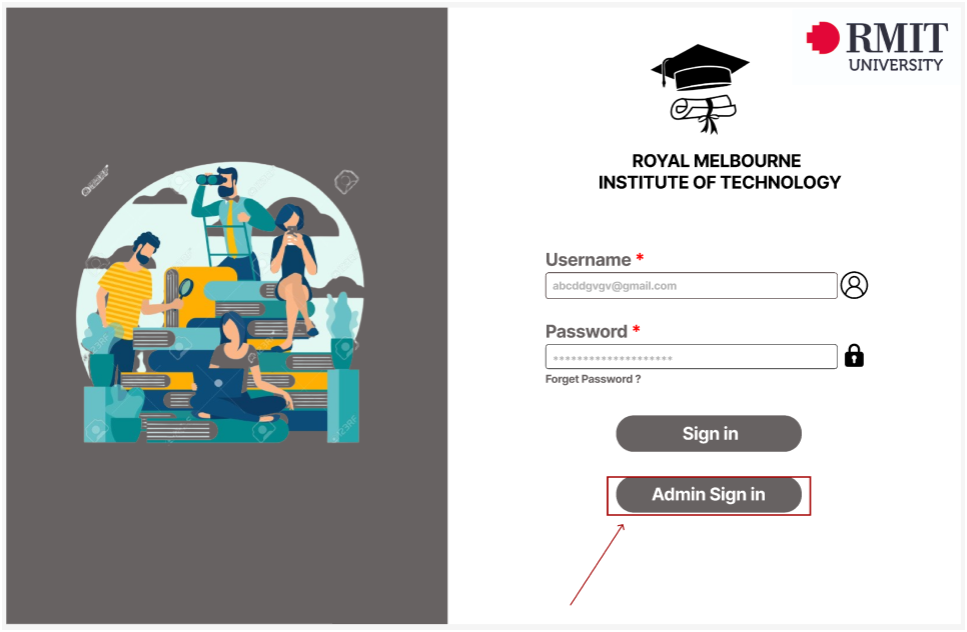 RMIT
UNIVERSITY
ROYAL MELBOURNE
INSTITUTE OF TECHNOLOGY
Username *
abcddgvgv@gmail.com
Password *
********************
Forget Password ?
Sign in
Admin Sign in